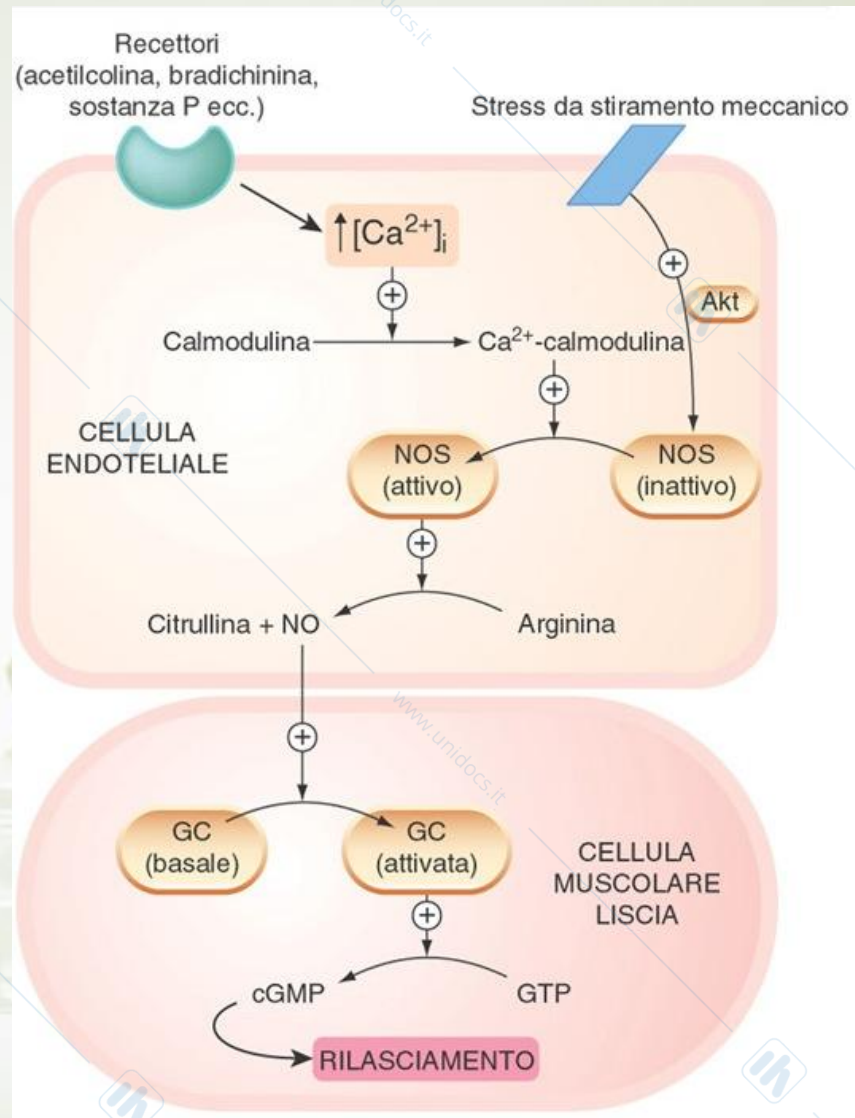 Recettori
(acetilcolina, bradichinina,
sostanza P ecc.)
Stress da stiramento meccanico
↑[Ca²⁺]ᵢ
+
+
Akt
Calmodulina
Ca²⁺-calmodulina
+
CELLULA
ENDOTELIALE
NOS
(attivo)
NOS
(inattivo)
+
Citrullina + NO
Arginina
www.unidocs.it
+
GC
(basale)
GC
(attivata)
CELLULA
MUSCOLARE
LISCIA
+
cGMP
GTP
RILASCIAMENTO